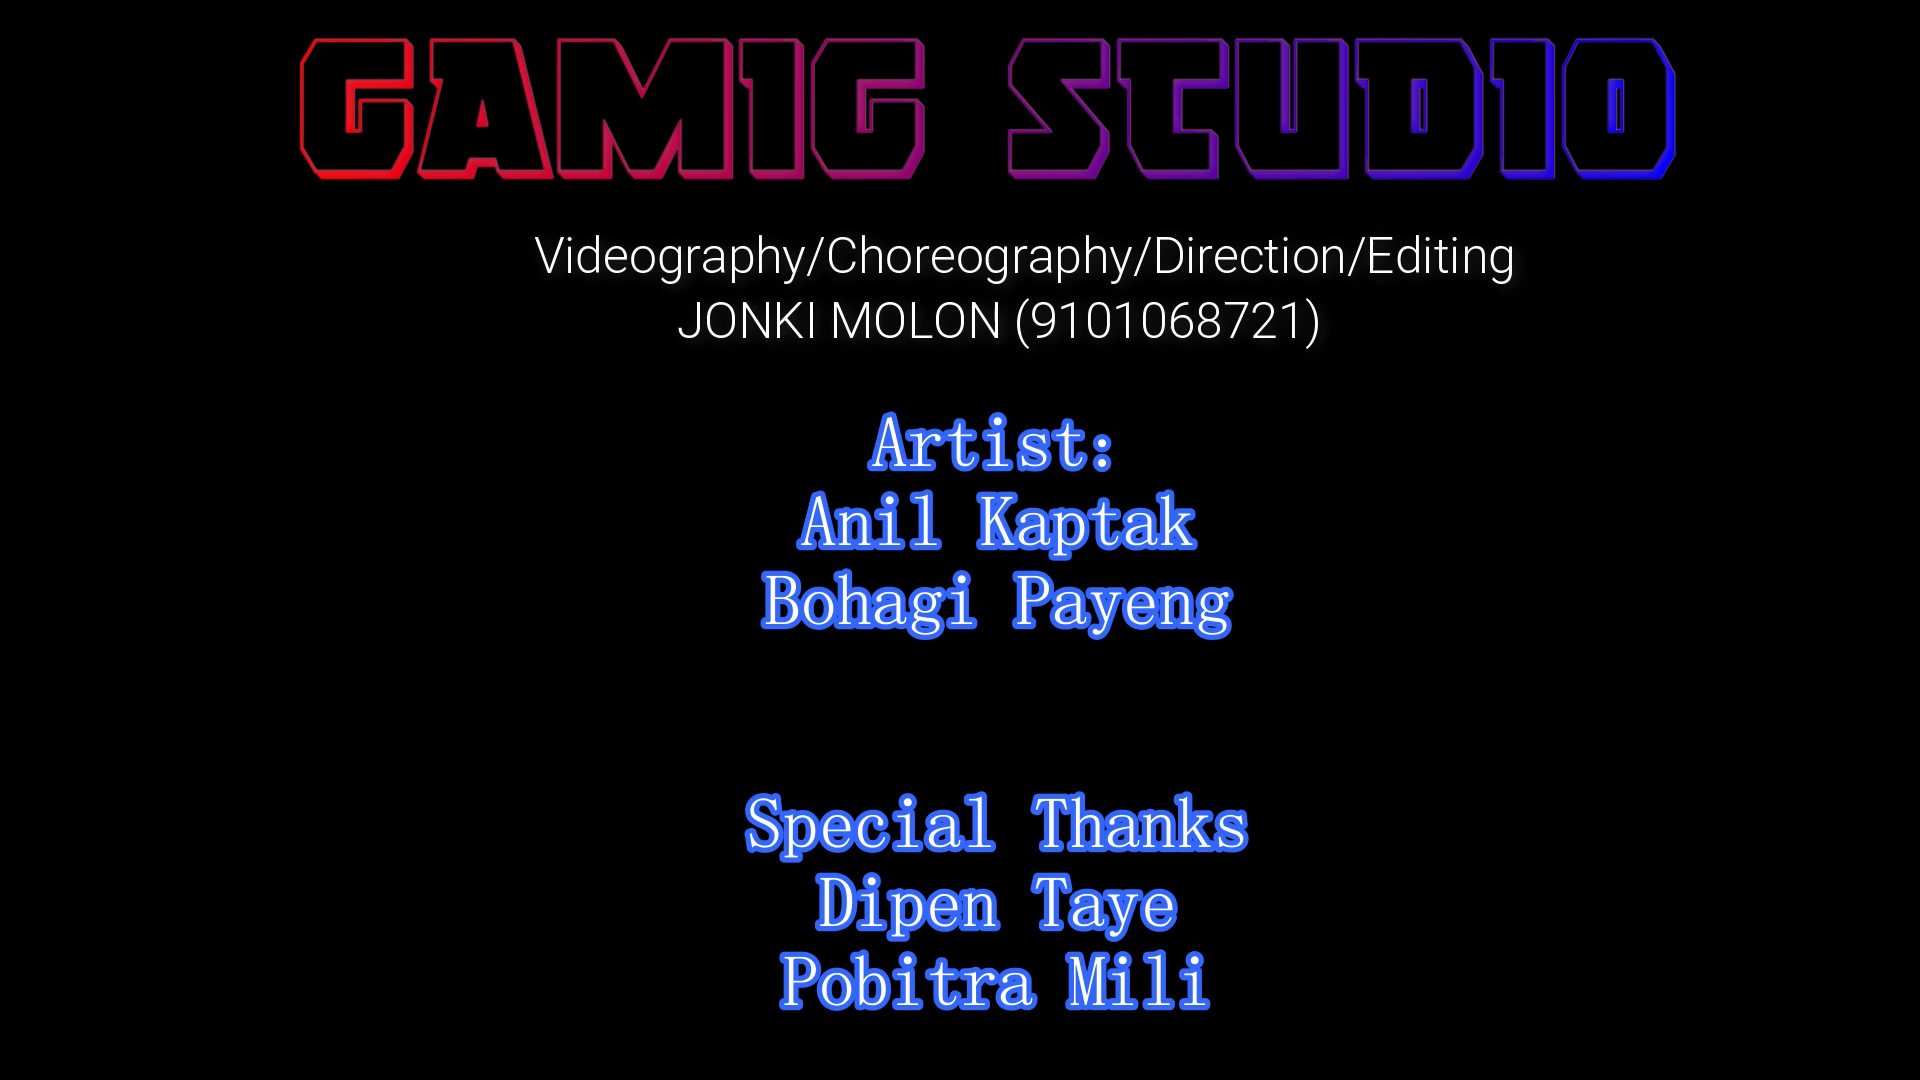 GAMIG STUDIO
Videography/Choreography/Direction/Editing
JONKI MOLON (9101068721)
Artist:
Anil Kaptak
Bohagi Payeng
Special Thanks
Dipen Taye
Pobitra Mili